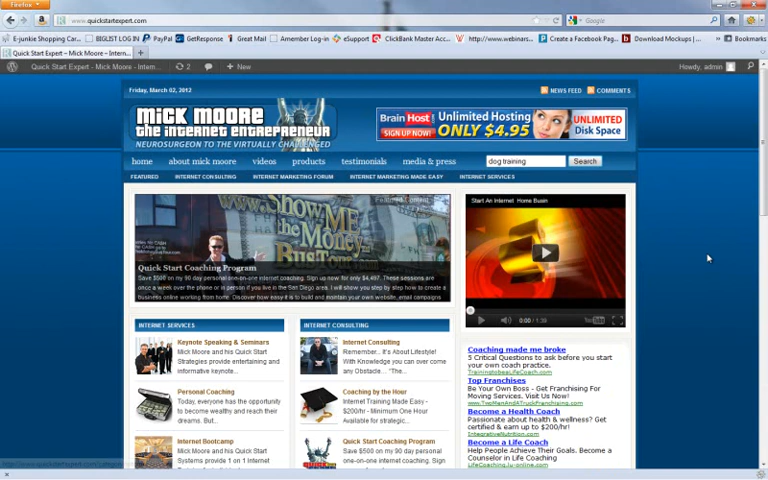 Firefox
www.quickstartexpert.com
Google
E-junkie Shopping Car... BIGLIST LOG IN PayPal GetResponse Great Mail Amember Log-in eSupport ClickBank Master Acc... http://www.webinars... Create a Facebook Pag... Download Mockups |... Bookmarks
Quick Start Expert – Mick Moore – Intern...
Quick Start Expert - Mick Moore - Intern... 2 + New Howdy, admin
Friday, March 02, 2012
NEWS FEED COMMENTS
MICK MOORE
THE INTERNET ENTREPRENEUR
NEUROSURGEON TO THE VIRTUALLY CHALLENGED
Brain Host Unlimited Hosting UNLIMITED
SIGN UP NOW! ONLY $4.95 Disk Space
home about mick moore videos products testimonials media & press dog training Search
FEATURED INTERNET CONSULTING INTERNET MARKETING FORUM INTERNET MARKETING MADE EASY INTERNET SERVICES
Featured Content
www.ShowME
the Money
BusTour
Quick Start Coaching Program
Save $500 on my 90 day personal one-on-one internet coaching. Sign up now for only $4,497. These sessions are
once a week over the phone or in person if you live in the San Diego area. I will show you step by step how to create a
business online working from home. Discover how easy it is to build and maintain your own website, email campaigns
Start An Internet Home Busin
0:00 / 1:39 YouTube
INTERNET SERVICES
Keynote Speaking & Seminars
Mick Moore and his Quick Start
Strategies provide entertaining and
informative keynote...
Personal Coaching
Today, everyone has the opportunity
to become wealthy and reach their
dreams. But...
Internet Bootcamp
Mick Moore and his Quick Start
Systems provide 1 on 1 Internet
INTERNET CONSULTING
Internet Consulting
Remember... It's About Lifestyle!
With Knowledge you can over come
any Obstacle... "The...
Coaching by the Hour
Internet Training Made Easy -
$200/hr - Minimum One Hour
Available for strategic...
Quick Start Coaching Program
Save $500 on my 90 day personal
one-on-one internet coaching. Sign
Coaching made me broke
5 Critical Questions to ask before you
start your own coach practice.
TrainingtobeaLifeCoach.com
Top Franchises
Be Your Own Boss - Get Franchising For
Moving Services. Visit Us Now!
www.TwoMenAndATruckFranchising.com
Become a Health Coach
Passionate about health & wellness? Get
certified & earn up to $200/hr!
IntegrativeNutrition.com
Become a Life Coach
Help People Achieve Their Goals. Become a
Counselor in Life Coaching
LifeCoaching.ju-online.com